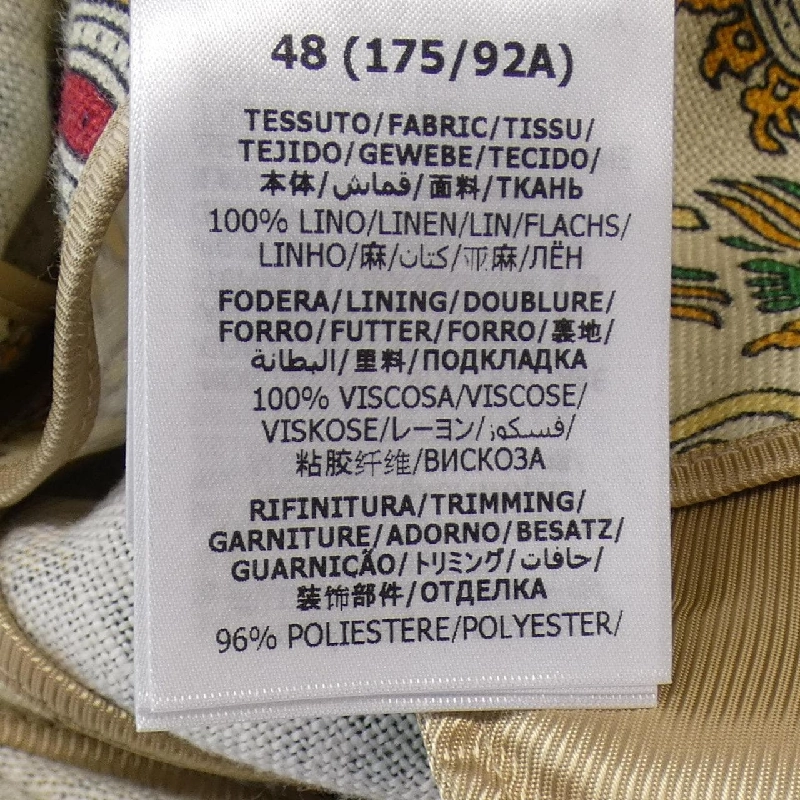 48 (175/92A)
TESSUTO/FABRIC/TISSU/
TEJIDO/GEWEBE/TECIDO/
本体/قماش/面料/ТКАНЬ
100% LINO/LINEN/LIN/FLACHS/
LINHO/麻/كتان/亚麻/ЛЁН
FODERA/LINING/DOUBLURE/
FORRO/FUTTER/FORRO/裏地/
البطانة/里料/ПОДКЛАДКА
100% VISCOSA/VISCOSE/
VISKOSE/レーヨン/فسكوز/
粘胶纤维/ВИСКОЗА
RIFINITURA/TRIMMING/
GARNITURE/ADORNO/BESATZ/
GUARNIÇÃO/トリミング/حافات/
装饰部件/ОТДЕЛКА
96% POLIESTERE/POLYESTER/